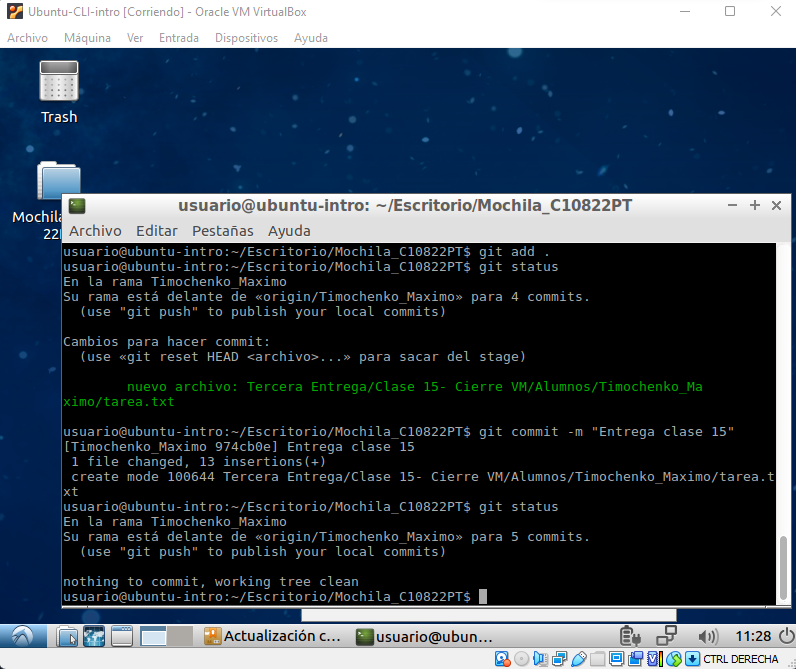 Ubuntu-CLI-intro [Corriendo] - Oracle VM VirtualBox
Archivo Máquina Ver Entrada Dispositivos Ayuda
Trash
Mochila
22
usuario@ubuntu-intro: ~/Escritorio/Mochila_C10822PT
Archivo Editar Pestañas Ayuda
usuario@ubuntu-intro:~/Escritorio/Mochila_C10822PT$ git add .
usuario@ubuntu-intro:~/Escritorio/Mochila_C10822PT$ git status
En la rama Timochenko_Maximo
Su rama está delante de «origin/Timochenko_Maximo» para 4 commits.
  (use "git push" to publish your local commits)
Cambios para hacer commit:
  (use «git reset HEAD <archivo>...» para sacar del stage)
        nuevo archivo: Tercera Entrega/Clase 15- Cierre VM/Alumnos/Timochenko_Ma
ximo/tarea.txt
usuario@ubuntu-intro:~/Escritorio/Mochila_C10822PT$ git commit -m "Entrega clase 15"
[Timochenko_Maximo 974cb0e] Entrega clase 15
 1 file changed, 13 insertions(+)
 create mode 100644 Tercera Entrega/Clase 15- Cierre VM/Alumnos/Timochenko_Maximo/tarea.t
xt
usuario@ubuntu-intro:~/Escritorio/Mochila_C10822PT$ git status
En la rama Timochenko_Maximo
Su rama está delante de «origin/Timochenko_Maximo» para 5 commits.
  (use "git push" to publish your local commits)
nothing to commit, working tree clean
usuario@ubuntu-intro:~/Escritorio/Mochila_C10822PT$
Actualización c... usuario@ubun... 11:28
CTRL DERECHA